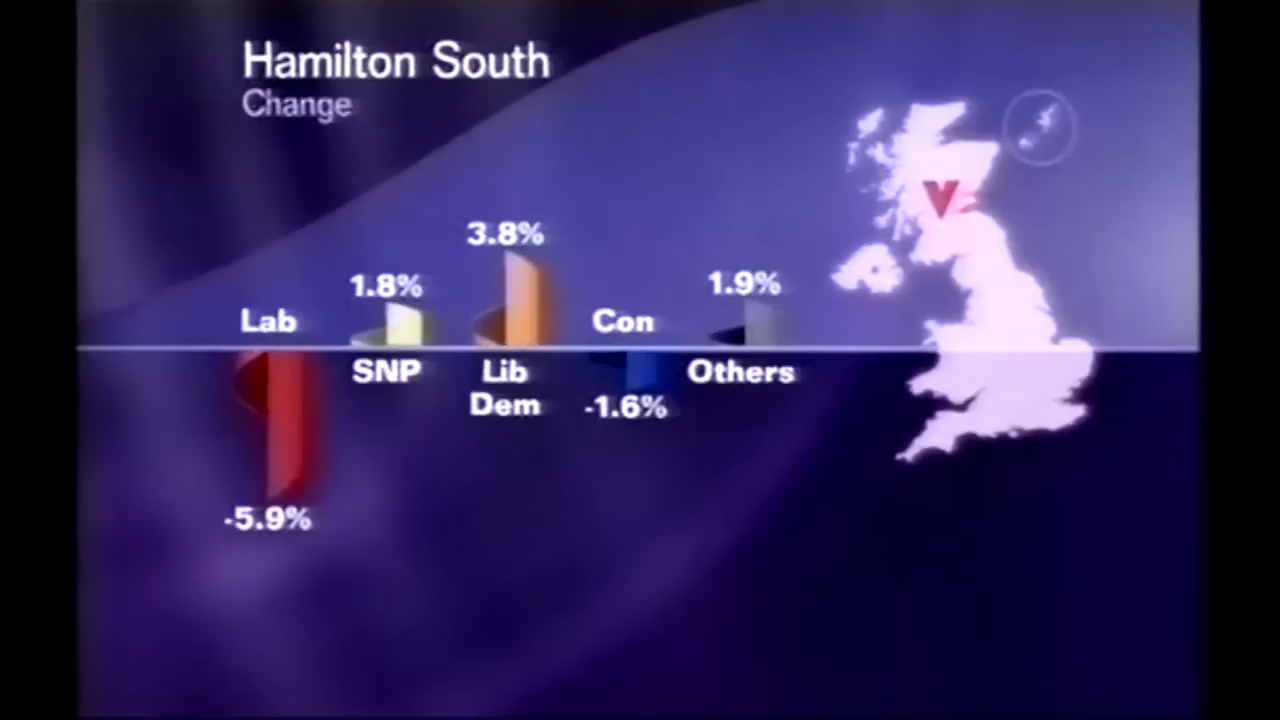 Hamilton South
Change
3.8%
1.8%
1.9%
Lab
Con
SNP
Lib
Dem
Others
-1.6%
-5.9%